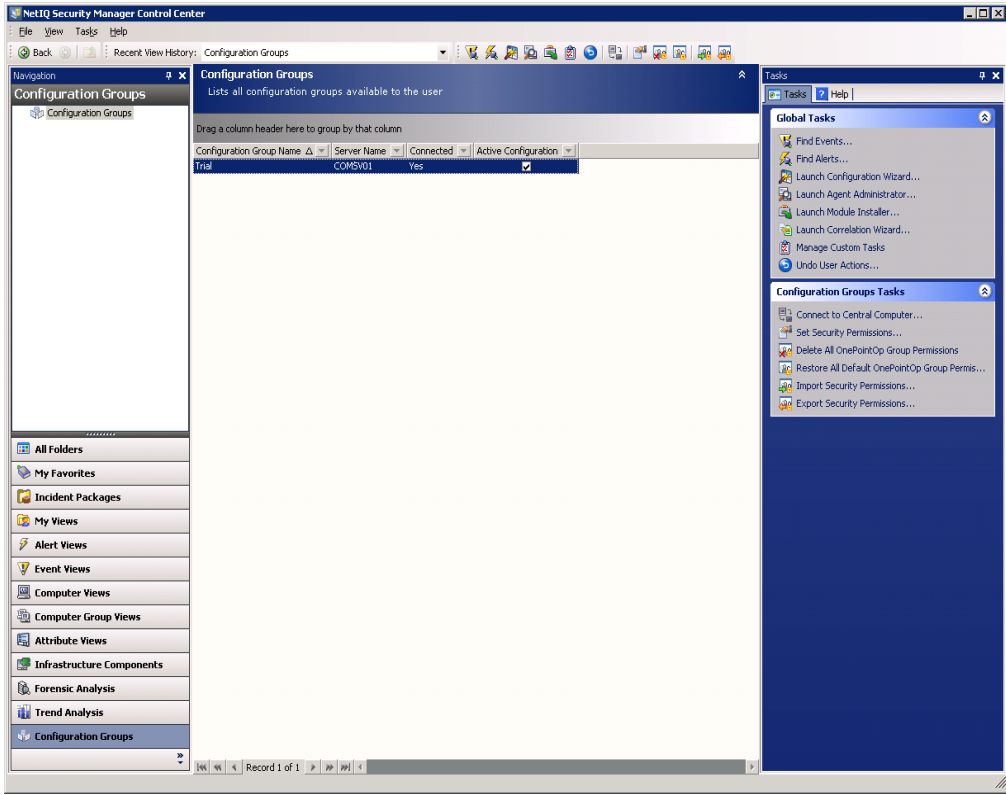 NetIQ Security Manager Control Center
File View Tasks Help
Back Recent View History: Configuration Groups
Navigation
Configuration Groups
Configuration Groups
All Folders
My Favorites
Incident Packages
My Views
Alert Views
Event Views
Computer Views
Computer Group Views
Attribute Views
Infrastructure Components
Forensic Analysis
Trend Analysis
Configuration Groups
Configuration Groups
Lists all configuration groups available to the user
Drag a column header here to group by that column
Configuration Group Name Server Name Connected Active Configuration
Trial COMSV01 Yes
Record 1 of 1
Tasks
Tasks Help
Global Tasks
Find Events...
Find Alerts...
Launch Configuration Wizard...
Launch Agent Administrator...
Launch Module Installer...
Launch Correlation Wizard...
Manage Custom Tasks
Undo User Actions...
Configuration Groups Tasks
Connect to Central Computer...
Set Security Permissions...
Delete All OnePointOp Group Permissions
Restore All Default OnePointOp Group Permis...
Import Security Permissions...
Export Security Permissions...